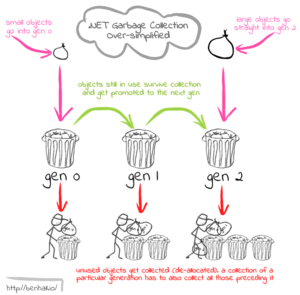 .NET Garbage Collection
Over-simplified
small objects
go into gen 0
large objects go
straight into gen 2
objects still in use survive collection
and get promoted to the next gen
gen 0
gen 1
gen 2
unused objects get collected (de-allocated), a collection of a
particular generation has to also collect all those preceding it